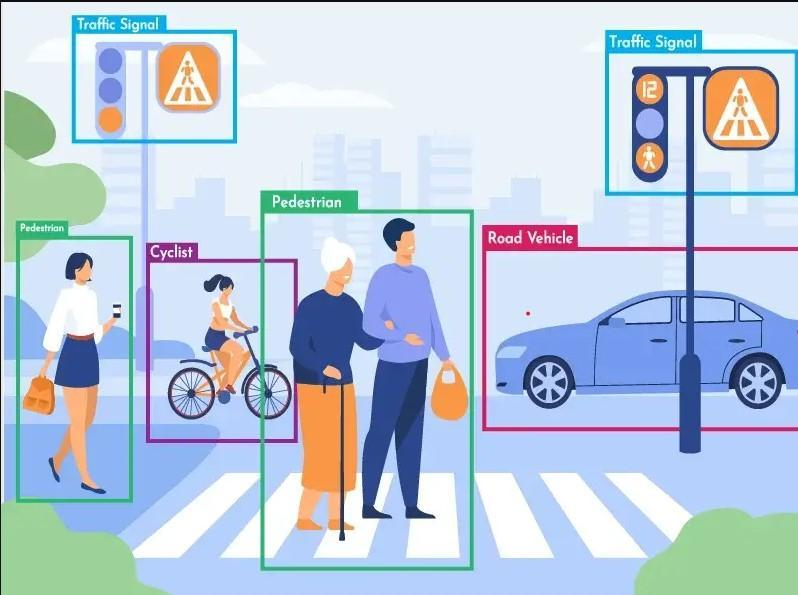 Traffic Signal
Traffic Signal
12
Pedestrian
Pedestrian
Road Vehicle
Cyclist